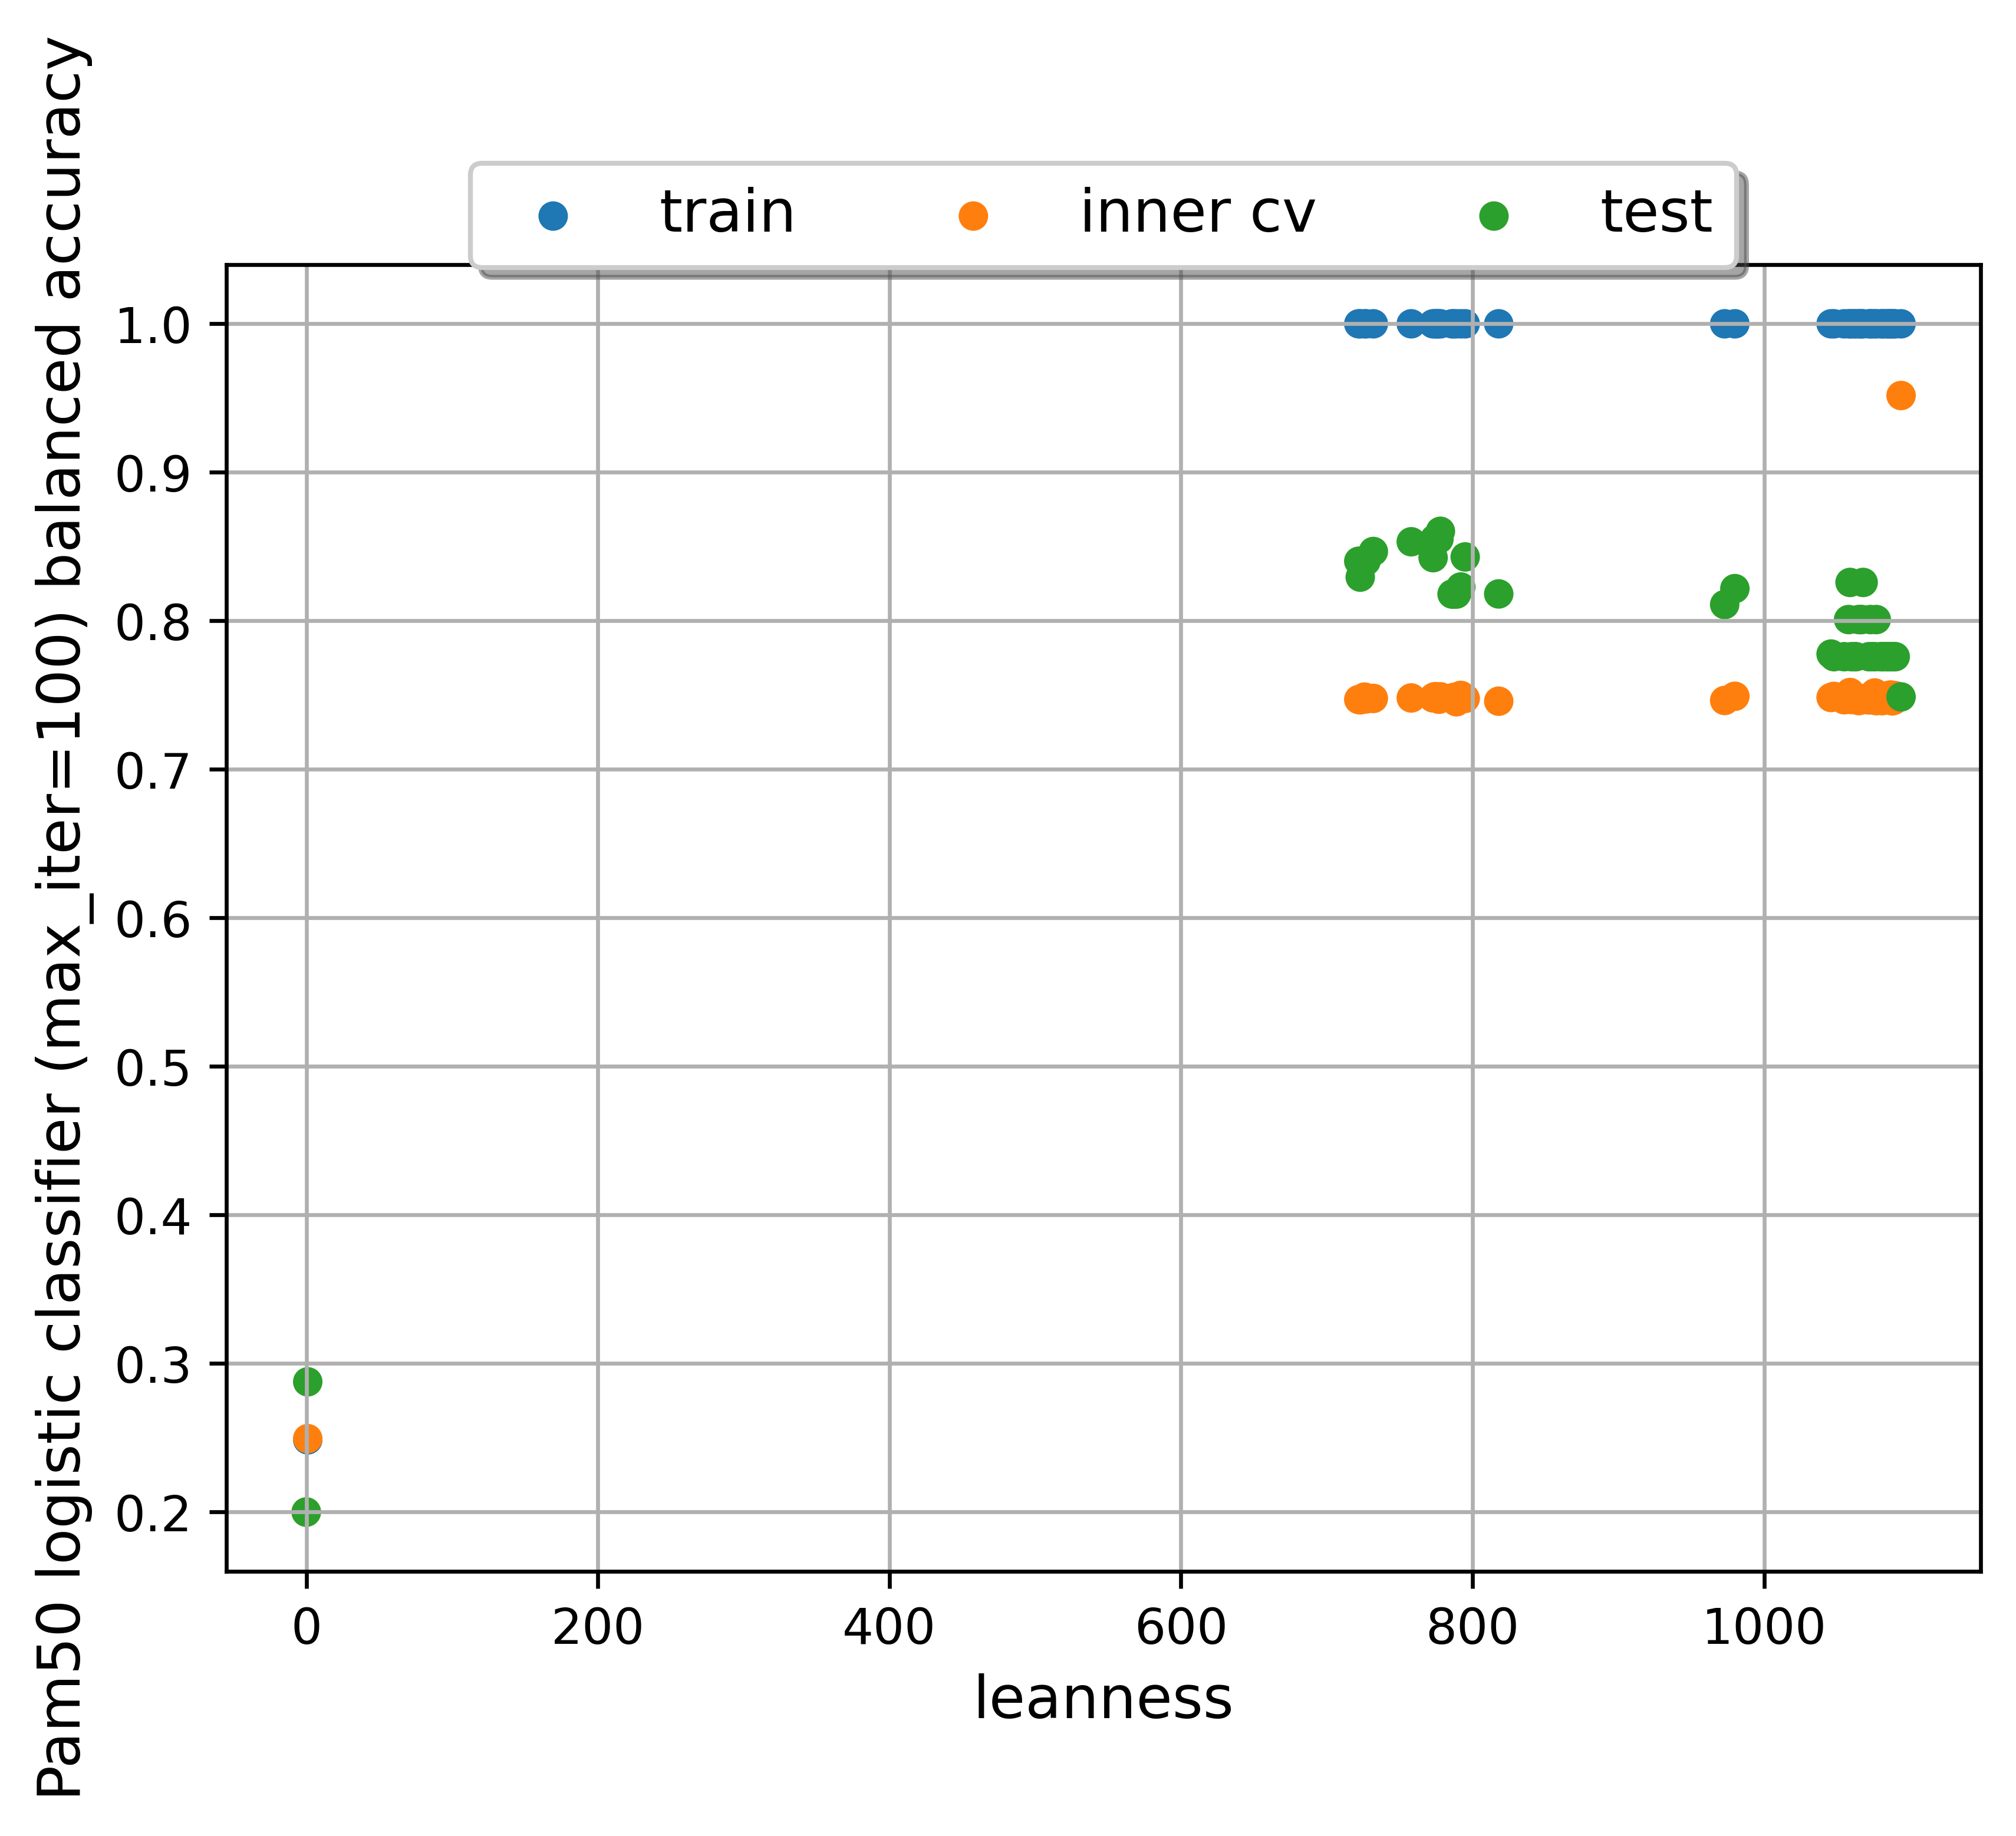 Pam50 logistic classifier (max_iter=100) balanced accuracy
train inner cv test
1.0
0.9
0.8
0.7
0.6
0.5
0.4
0.3
0.2
0 200 400 600 800 1000
leanness